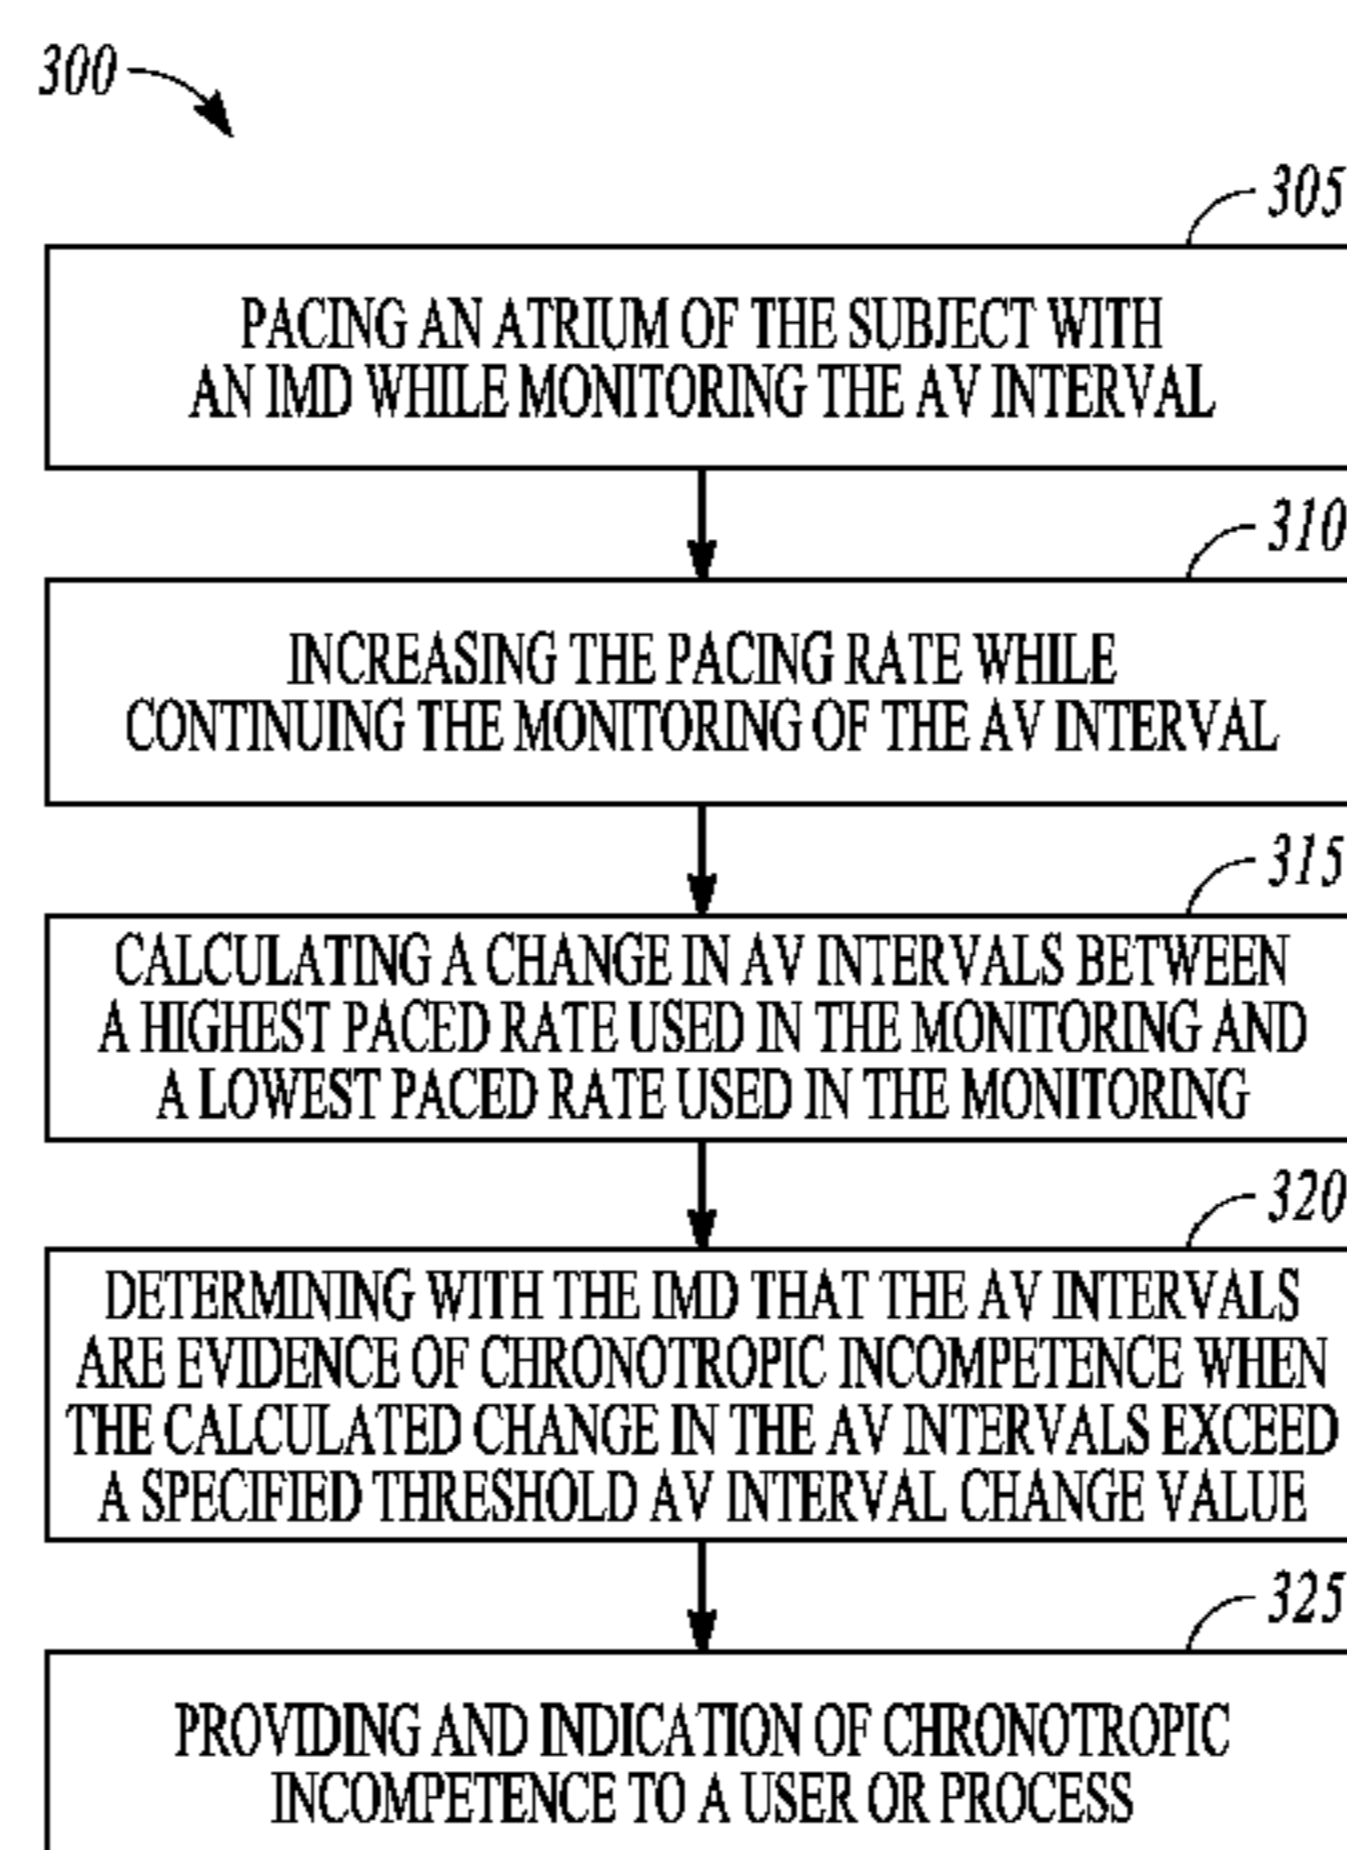 300
305
PACING AN ATRIUM OF THE SUBJECT WITH
AN IMD WHILE MONITORING THE AV INTERVAL
310
INCREASING THE PACING RATE WHILE
CONTINUING THE MONITORING OF THE AV INTERVAL
315
CALCULATING A CHANGE IN AV INTERVALS BETWEEN
A HIGHEST PACED RATE USED IN THE MONITORING AND
A LOWEST PACED RATE USED IN THE MONITORING
320
DETERMINING WITH THE IMD THAT THE AV INTERVALS
ARE EVIDENCE OF CHRONOTROPIC INCOMPETENCE WHEN
THE CALCULATED CHANGE IN THE AV INTERVALS EXCEED
A SPECIFIED THRESHOLD AV INTERVAL CHANGE VALUE
325
PROVIDING AND INDICATION OF CHRONOTROPIC
INCOMPETENCE TO A USER OR PROCESS